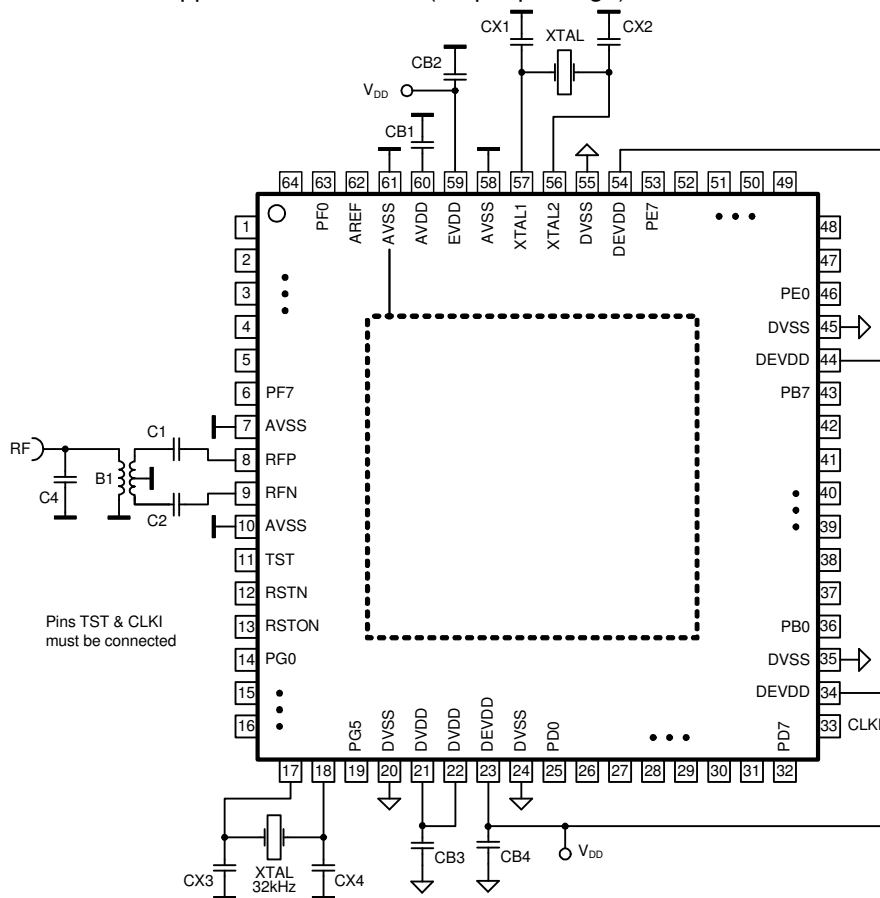 CX1
XTAL
CX2
CB2
V_DD
CB1
64
63
62
61
60
59
58
57
56
55
54
53
52
51
50
49
PF0
AREF
AVSS
AVDD
EVDD
AVSS
XTAL1
XTAL2
DVSS
DEVDD
PE7
1
2
3
4
5
6 PF7
7 AVSS
8 RFP
9 RFN
10 AVSS
11 TST
12 RSTN
13 RSTON
14 PG0
15
16
RF
C4
B1
C1
C2
Pins TST & CLKI
must be connected
48
47
PE0 46
DVSS 45
DEVDD 44
PB7 43
42
41
40
39
38
37
PB0 36
DVSS 35
DEVDD 34
33 CLKI
PG5
DVSS
DVDD
DVDD
DEVDD
DVSS
PD0
PD7
17
18
19
20
21
22
23
24
25
26
27
28
29
30
31
32
CX3
XTAL
32kHz
CX4
CB3
CB4
V_DD